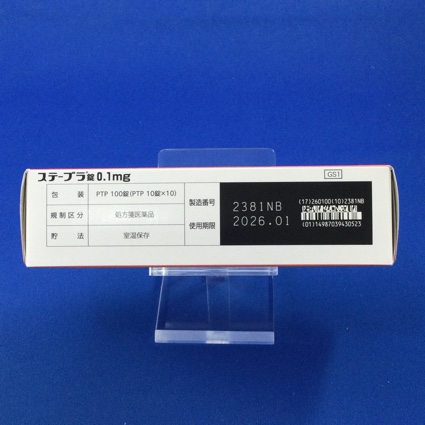 ステーブラ錠0.1mg
GS1
包装 PTP 100錠(PTP 10錠×10)
規制区分 処方箋医薬品
貯法 室温保存
製造番号 2381NB
使用期限 2026.01
(17)260100(10)2381NB
(01)14987039430523